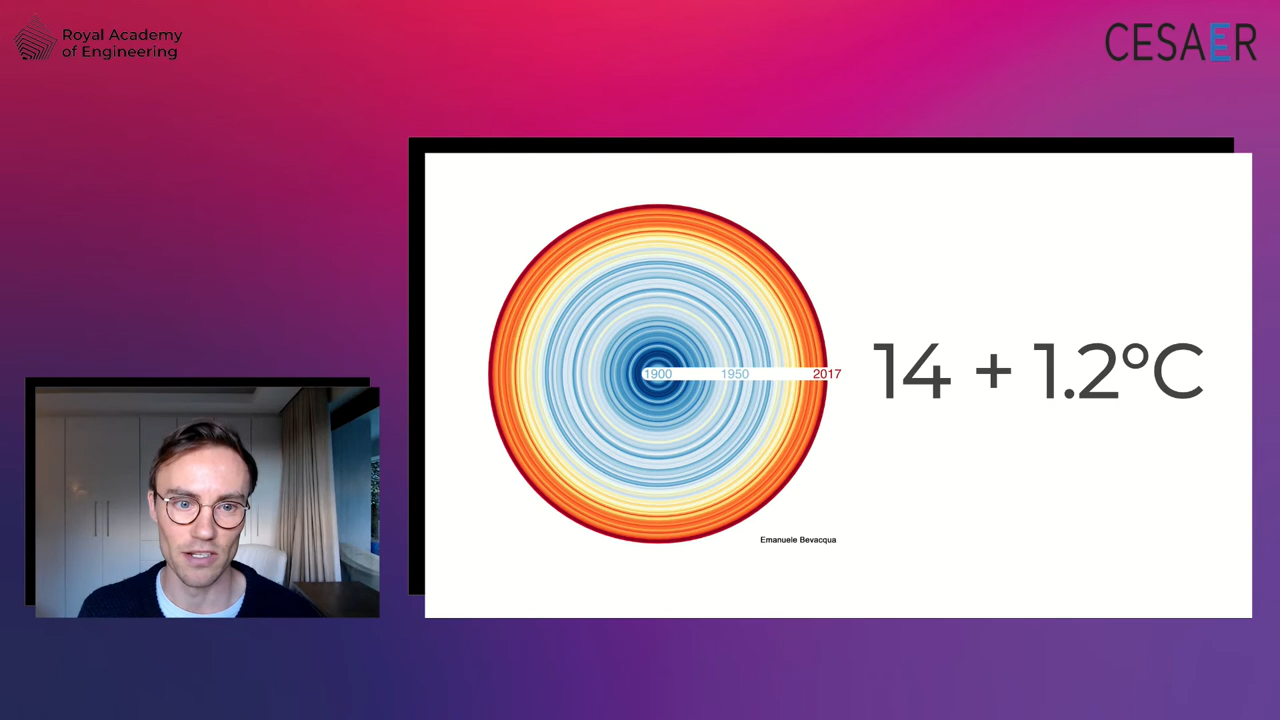 Royal Academy
of Engineering
CESAER
1900 1950 2017
14 + 1.2°C
Emanuele Bevacqua